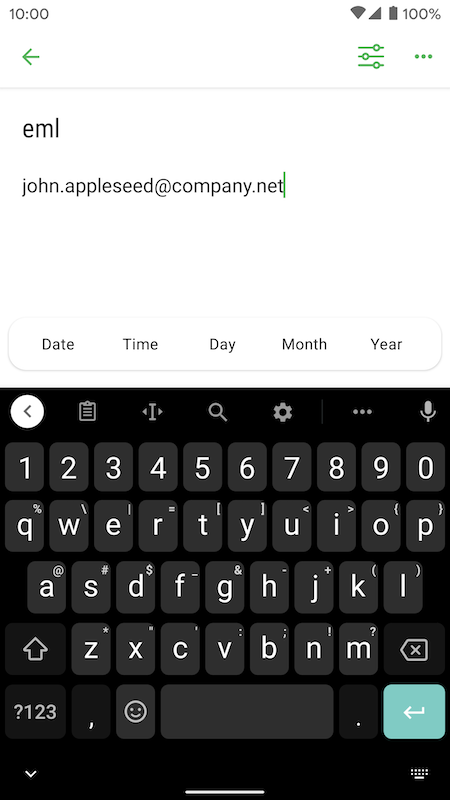 10:00 100%
eml
john.appleseed@company.net
Date Time Day Month Year
1 2 3 4 5 6 7 8 9 0
% \ | = [ ] < > { }
q w e r t y u i o p
@ # $ _ & - + ( )
a s d f g h j k l
* " ' : ; ! ?
z x c v b n m
?123 , .